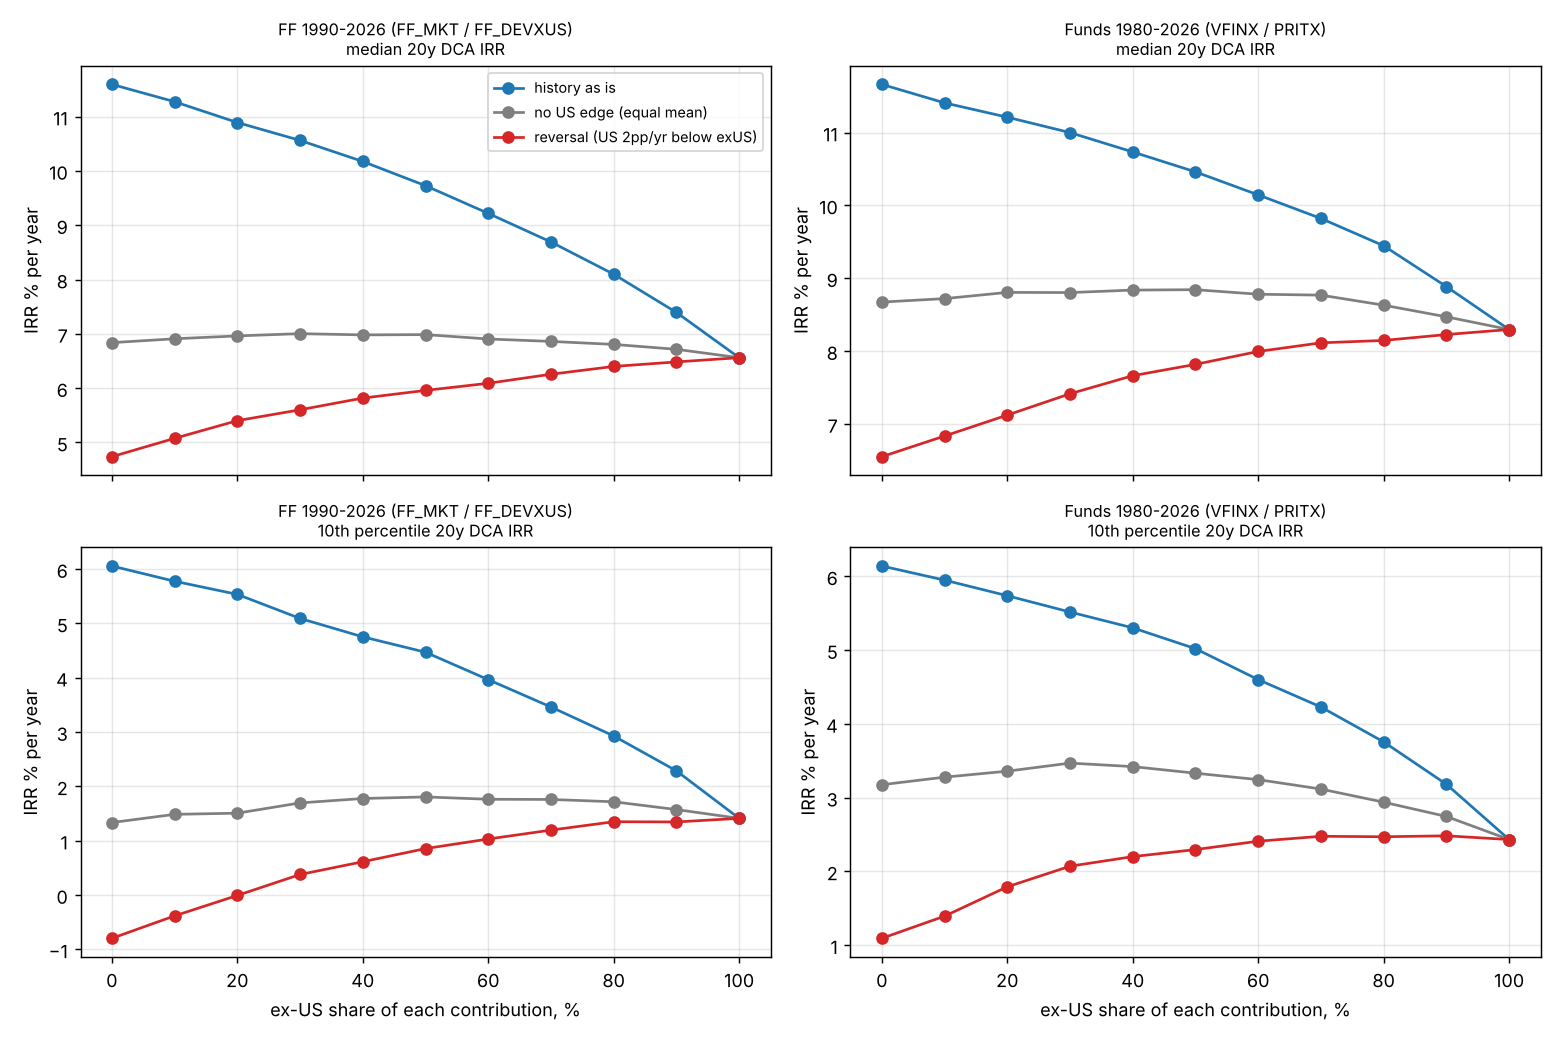 FF 1990-2026 (FF_MKT / FF_DEVXUS)
median 20y DCA IRR
history as is
no US edge (equal mean)
reversal (US 2pp/yr below exUS)
11
10
9
8
7
6
5
IRR % per year
Funds 1980-2026 (VFINX / PRITX)
median 20y DCA IRR
11
10
9
8
7
IRR % per year
FF 1990-2026 (FF_MKT / FF_DEVXUS)
10th percentile 20y DCA IRR
6
5
4
3
2
1
0
−1
IRR % per year
0 20 40 60 80 100
ex-US share of each contribution, %
Funds 1980-2026 (VFINX / PRITX)
10th percentile 20y DCA IRR
6
5
4
3
2
1
IRR % per year
0 20 40 60 80 100
ex-US share of each contribution, %